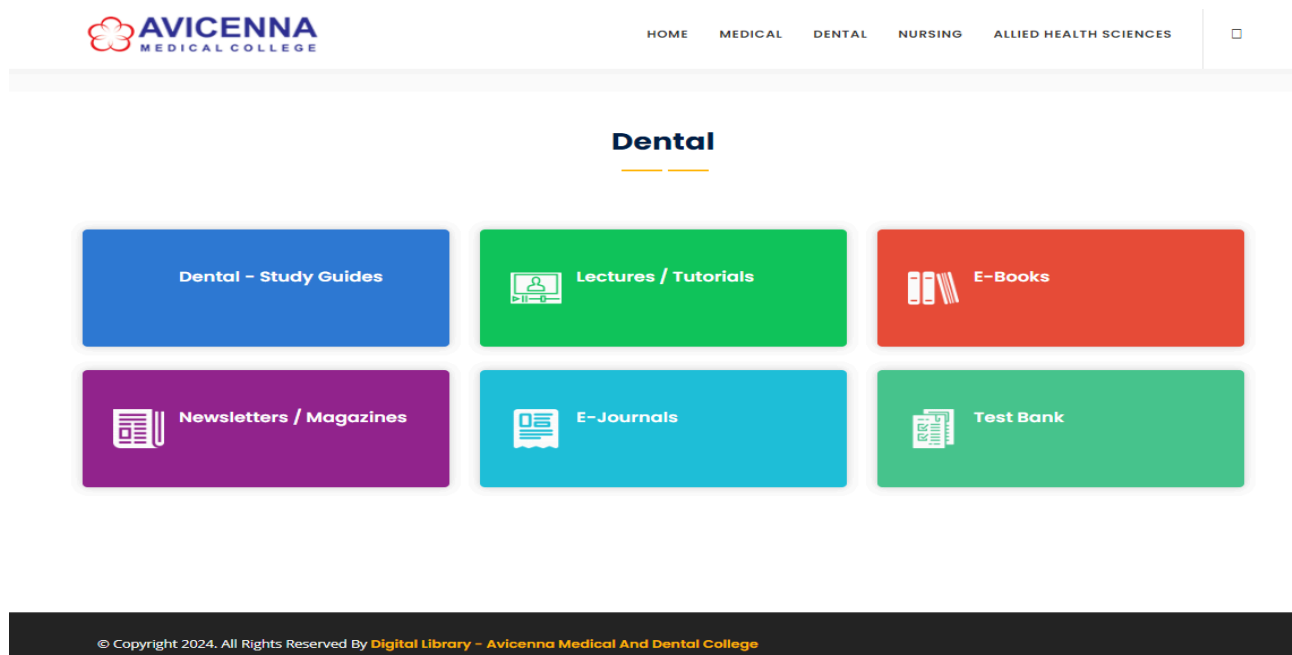 AVICENNA
MEDICAL COLLEGE
HOME MEDICAL DENTAL NURSING ALLIED HEALTH SCIENCES
Dental
Dental - Study Guides
Lectures / Tutorials
E-Books
Newsletters / Magazines
E-Journals
Test Bank
© Copyright 2024. All Rights Reserved By Digital Library - Avicenna Medical And Dental College